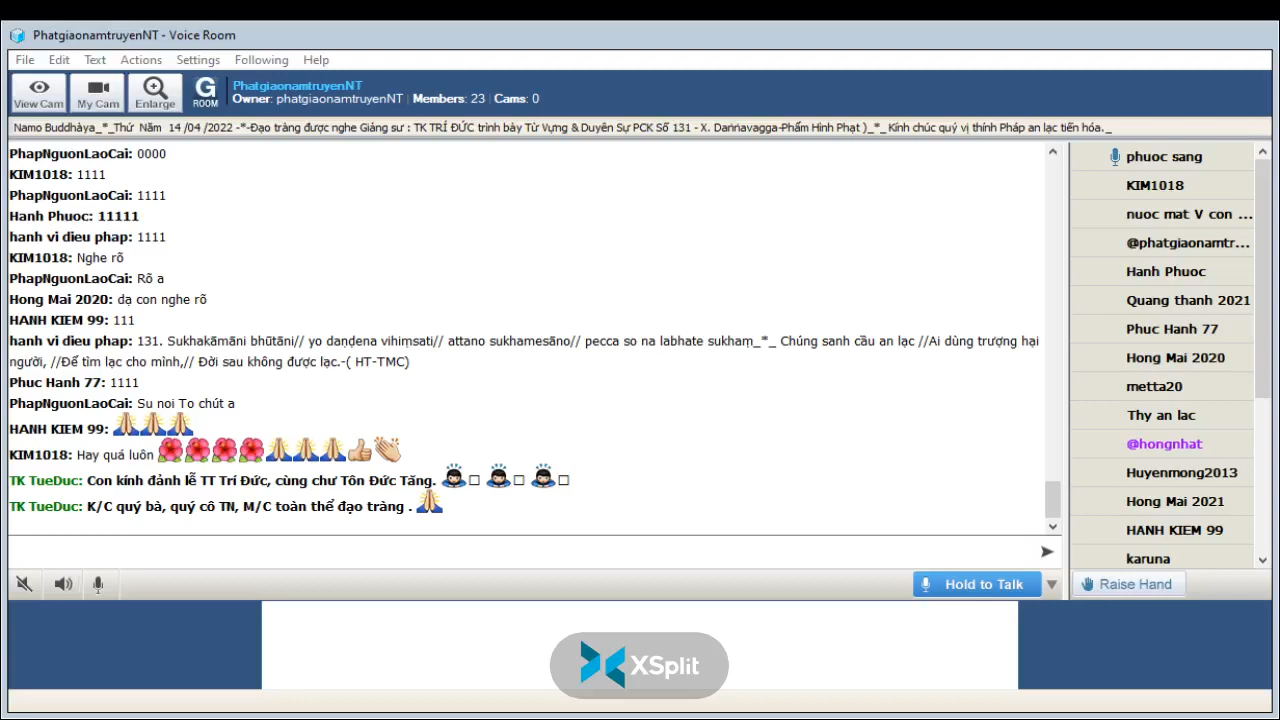 PhatgiaonamtruyenNT - Voice Room
File Edit Text Actions Settings Following Help
View Cam My Cam Enlarge G ROOM
PhatgiaonamtruyenNT
Owner: phatgiaonamtruyenNT | Members: 23 | Cams: 0
Namo Buddhàya_*_Thứ Năm 14 /04 /2022 -*-Đạo tràng được nghe Giảng sư : TK TRÍ ĐỨC trình bày Từ Vựng & Duyên Sự PCK Số 131 - X. Daṇṇavagga-Phẩm Hình Phạt )_*_ Kính chúc quý vị thính Pháp an lạc tiến hóa._
PhapNguonLaoCai: 0000
KIM1018: 1111
PhapNguonLaoCai: 1111
Hanh Phuoc: 11111
hanh vi dieu phap: 1111
KIM1018: Nghe rõ
PhapNguonLaoCai: Rõ a
Hong Mai 2020: dạ con nghe rõ
HANH KIEM 99: 111
hanh vi dieu phap: 131. Sukhakāmāni bhūtāni// yo daṇḍena vihiṃsati// attano sukhamesāno// pecca so na labhate sukhaṃ_*_ Chúng sanh cầu an lạc //Ai dùng trượng hại
người, //Để tìm lạc cho mình,// Đời sau không được lạc.-( HT-TMC)
Phuc Hanh 77: 1111
PhapNguonLaoCai: Su noi To chút a
HANH KIEM 99: 🙏🙏🙏
KIM1018: Hay quá luôn 🌺🌺🌺🌺🙏🙏🙏👍👏
TK TueDuc: Con kính đảnh lễ TT Trí Đức, cùng chư Tôn Đức Tăng. 🙇□ 🙇□ 🙇□
TK TueDuc: K/C quý bà, quý cô TN, M/C toàn thể đạo tràng . 🙏
phuoc sang
KIM1018
nuoc mat V con ...
@phatgiaonamtr...
Hanh Phuoc
Quang thanh 2021
Phuc Hanh 77
Hong Mai 2020
metta20
Thy an lac
@hongnhat
Huyenmong2013
Hong Mai 2021
HANH KIEM 99
karuna
Hold to Talk
Raise Hand
XSplit